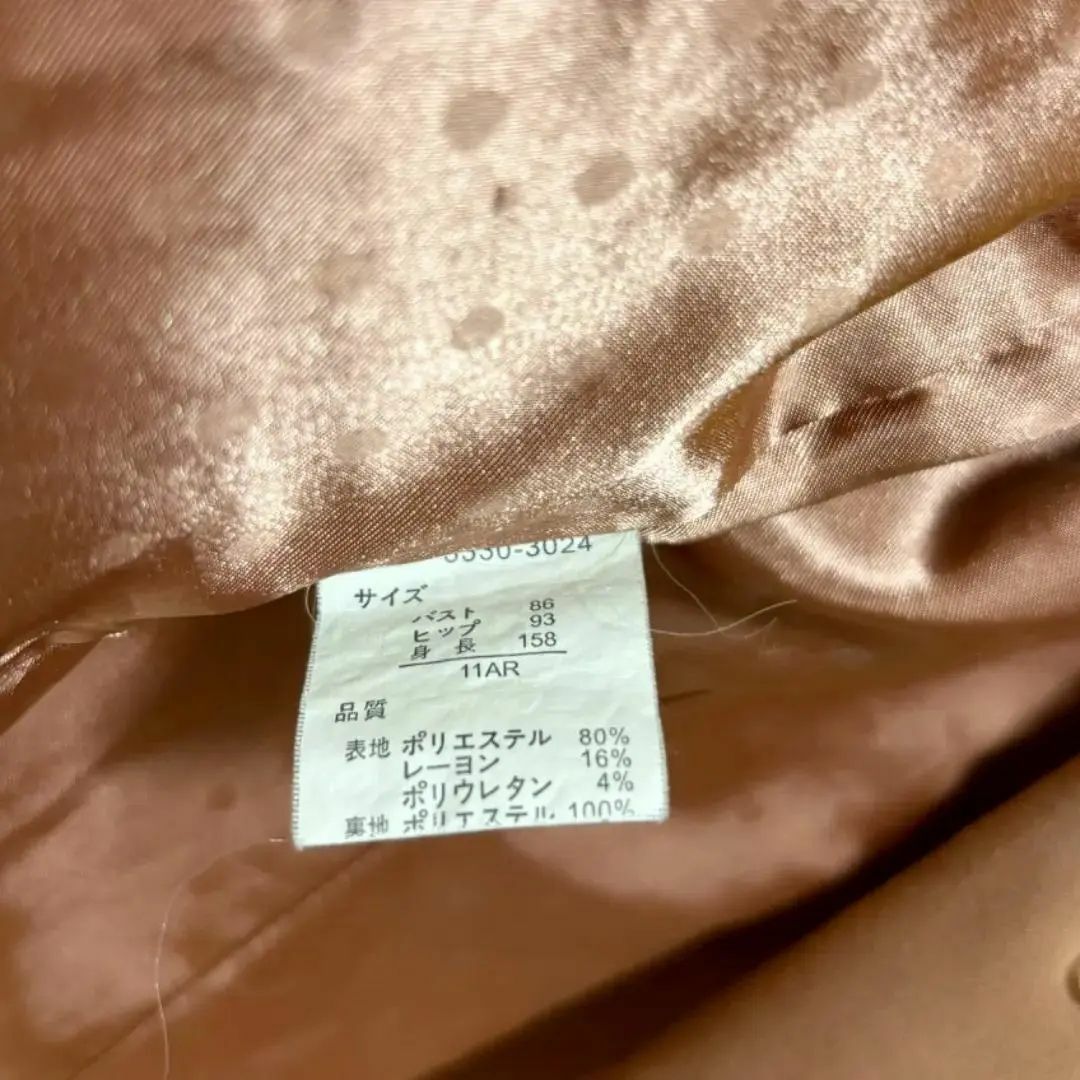 5530-3024
サイズ
バスト 86
ヒップ 93
身長 158
11AR
品質
表地 ポリエステル 80%
レーヨン 16%
ポリウレタン 4%
裏地 ポリエステル 100%